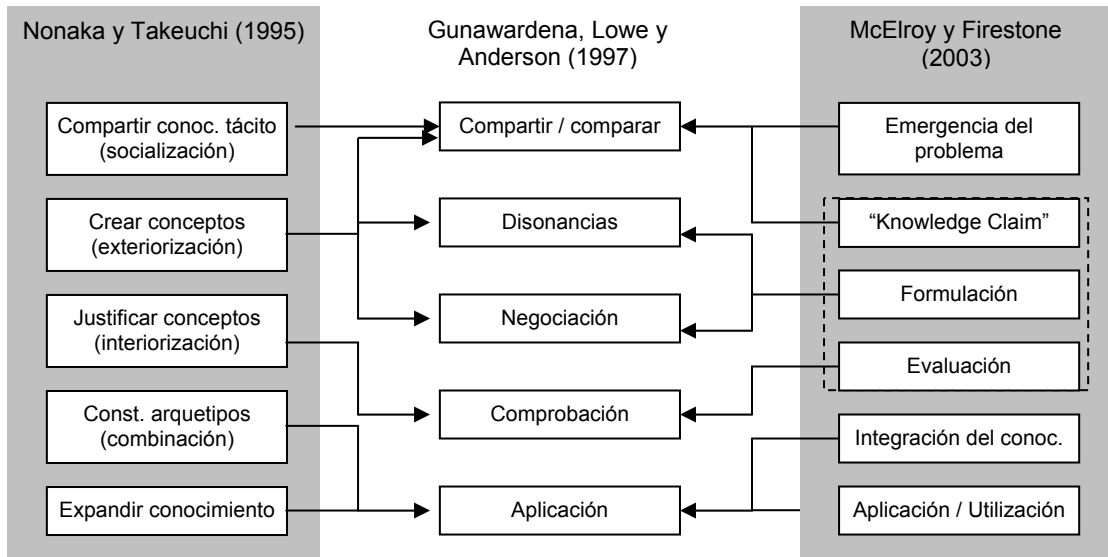 Nonaka y Takeuchi (1995)
Compartir conoc. tácito
(socialización)
Crear conceptos
(exteriorización)
Justificar conceptos
(interiorización)
Const. arquetipos
(combinación)
Expandir conocimiento
Gunawardena, Lowe y
Anderson (1997)
Compartir / comparar
Disonancias
Negociación
Comprobación
Aplicación
McElroy y Firestone
(2003)
Emergencia del
problema
“Knowledge Claim”
Formulación
Evaluación
Integración del conoc.
Aplicación / Utilización